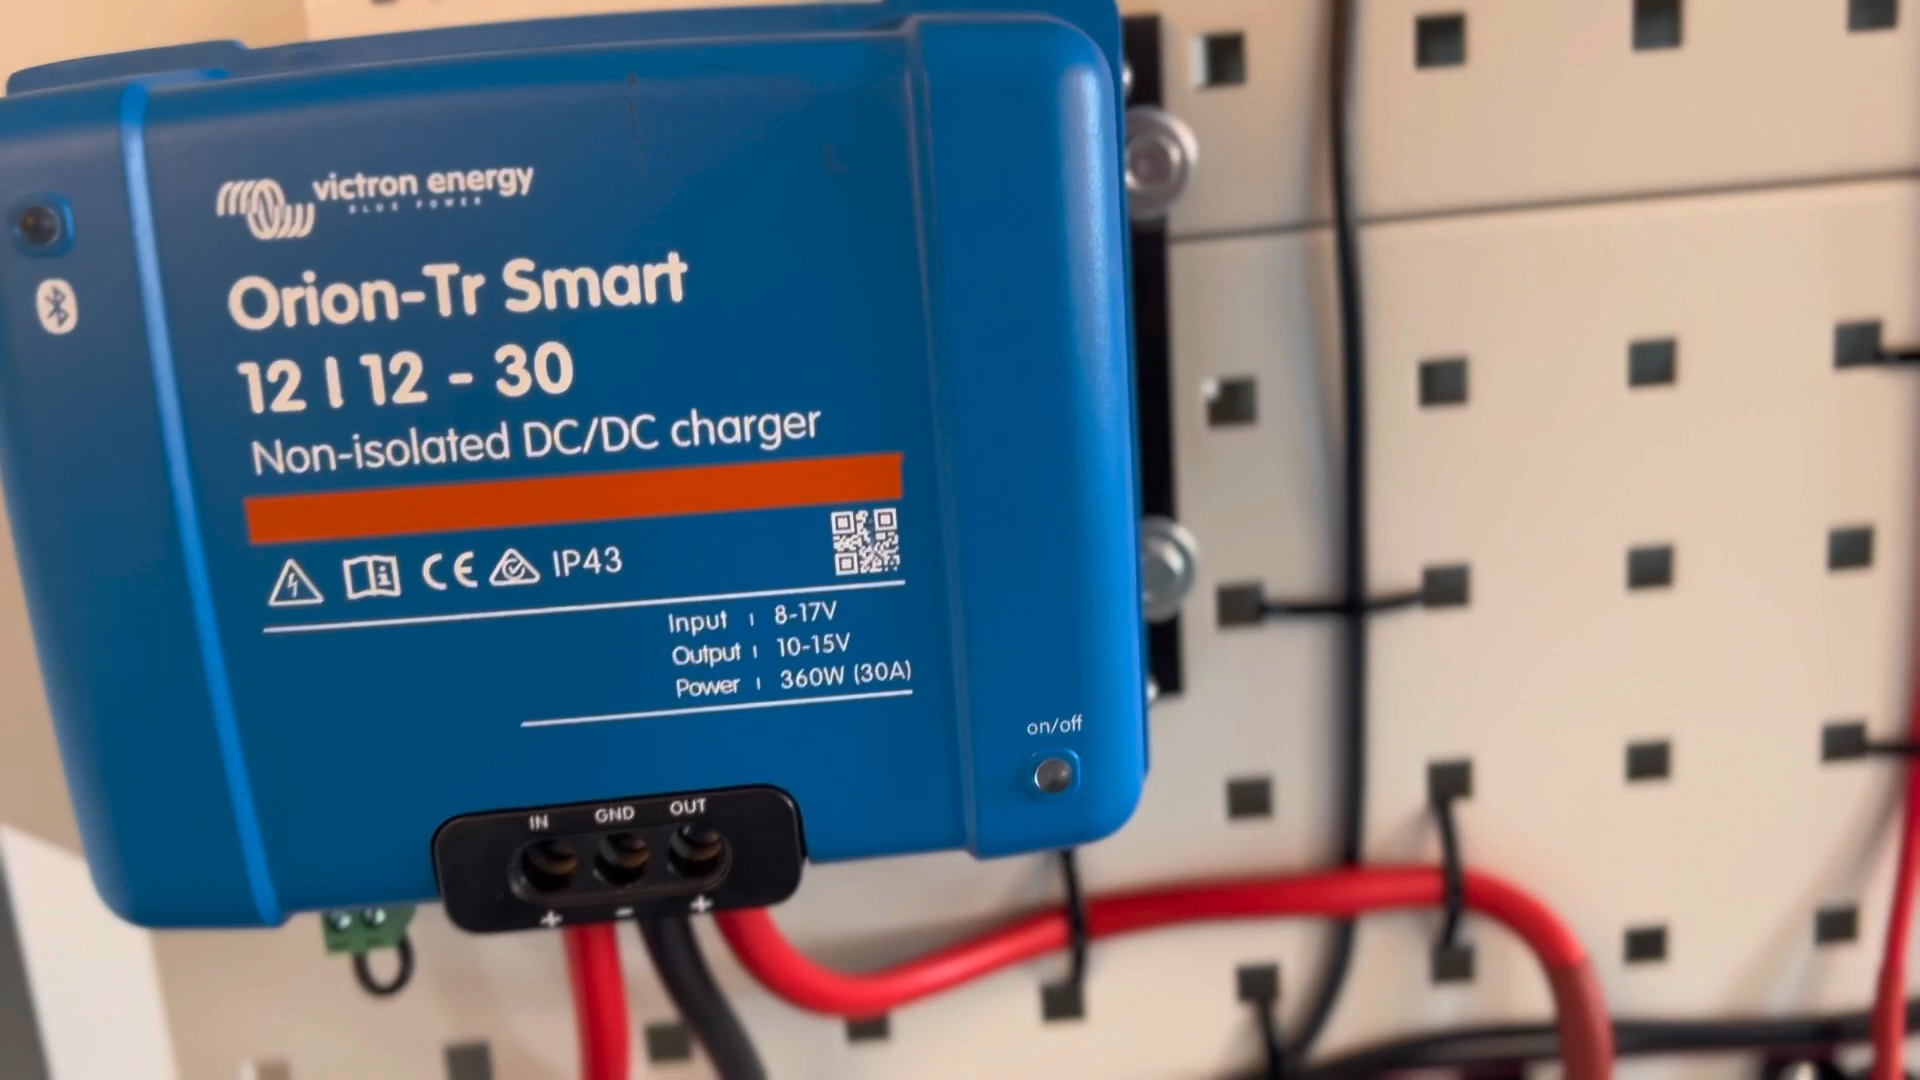 victron energy
BLUE POWER
Orion-Tr Smart
12 | 12 - 30
Non-isolated DC/DC charger
CE IP43
Input | 8-17V
Output | 10-15V
Power | 360W (30A)
on/off
IN GND OUT
+ - +